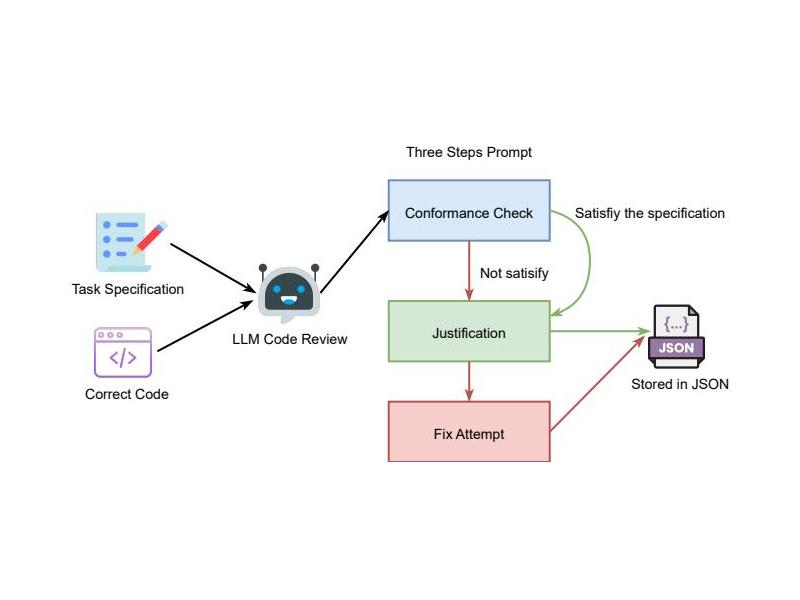 Three Steps Prompt
Conformance Check
Satisfiy the specification
Not satisify
Task Specification
LLM Code Review
Justification
{...}
JSON
</>
Stored in JSON
Correct Code
Fix Attempt